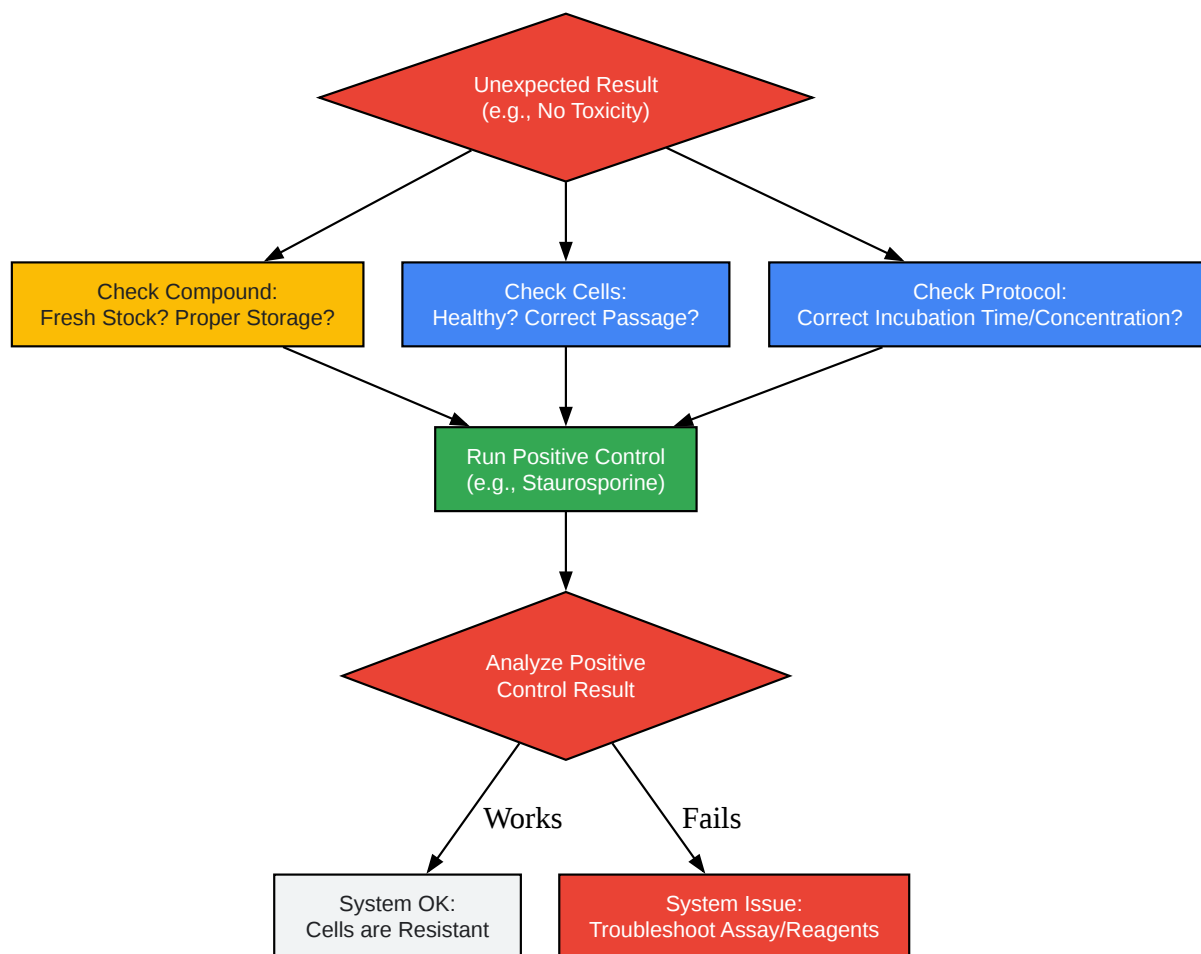 Unexpected Result
(e.g., No Toxicity)
Check Compound:
Fresh Stock? Proper Storage?
Check Cells:
Healthy? Correct Passage?
Check Protocol:
Correct Incubation Time/Concentration?
Run Positive Control
(e.g., Staurosporine)
Analyze Positive
Control Result
Works
Fails
System OK:
Cells are Resistant
System Issue:
Troubleshoot Assay/Reagents